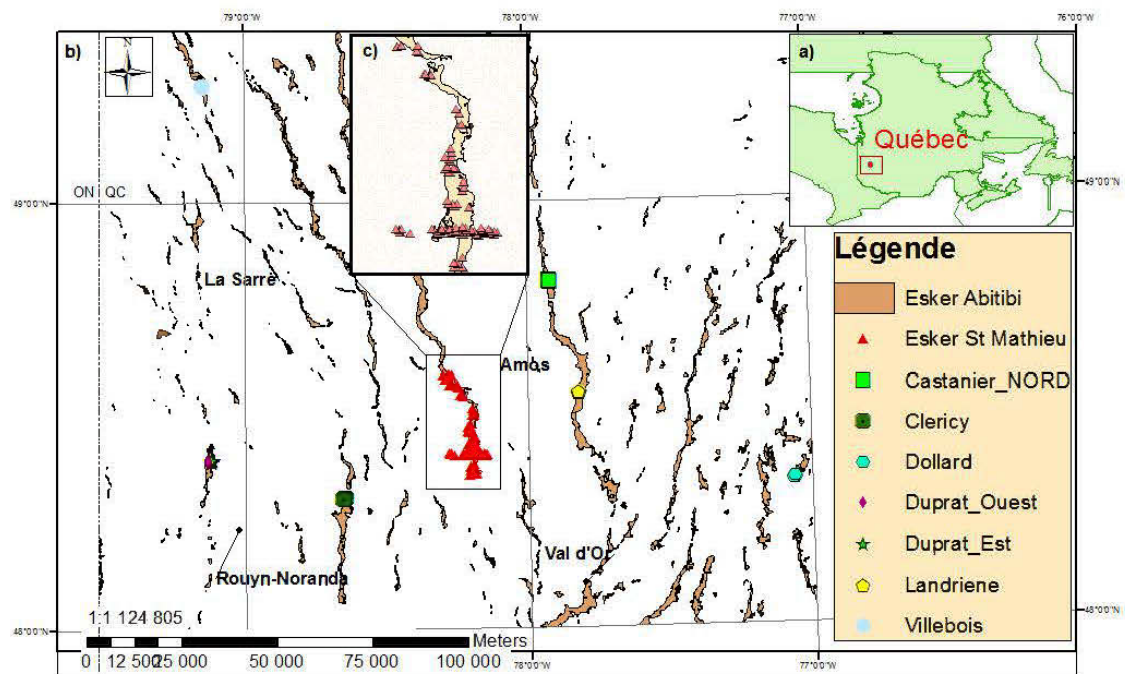 79°0'0"W 78°0'0"W 77°0'0"W 76°0'0"W
b)
N
c)
a)
Québec
ON QC
49°0'0"N
49°0'0"N
La Sarre
Amos
Rouyn-Noranda
Val d'Or
Légende
Esker Abitibi
Esker St Mathieu
Castanier_NORD
Clericy
Dollard
Duprat_Ouest
Duprat_Est
Landriene
Villebois
48°0'0"N
48°0'0"N
1:1 124 805
Meters
0 12 500 25 000 50 000 75 000 100 000
79°0'0"W 78°0'0"W 77°0'0"W